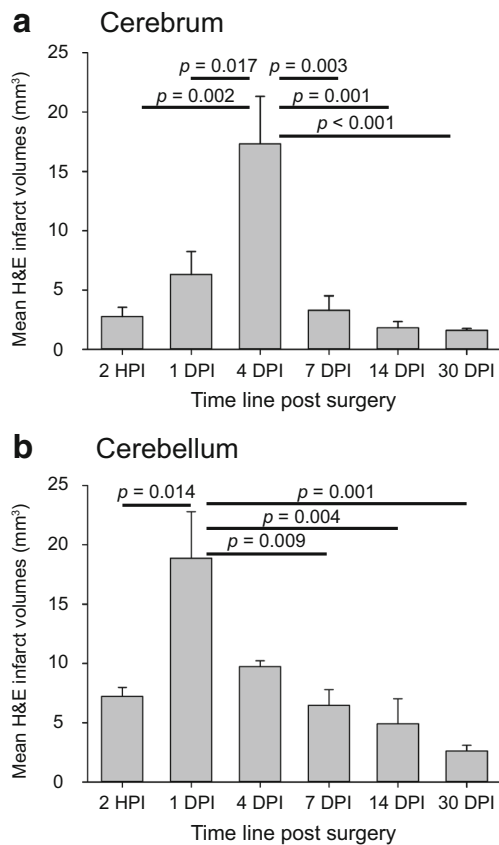 a Cerebrum
Mean H&E infarct volumes (mm³)
25
20
15
10
5
0
p = 0.017
p = 0.003
p = 0.002
p = 0.001
p < 0.001
2 HPI 1 DPI 4 DPI 7 DPI 14 DPI 30 DPI
Time line post surgery
b Cerebellum
Mean H&E infarct volumes (mm³)
25
20
15
10
5
0
p = 0.014
p = 0.001
p = 0.004
p = 0.009
2 HPI 1 DPI 4 DPI 7 DPI 14 DPI 30 DPI
Time line post surgery